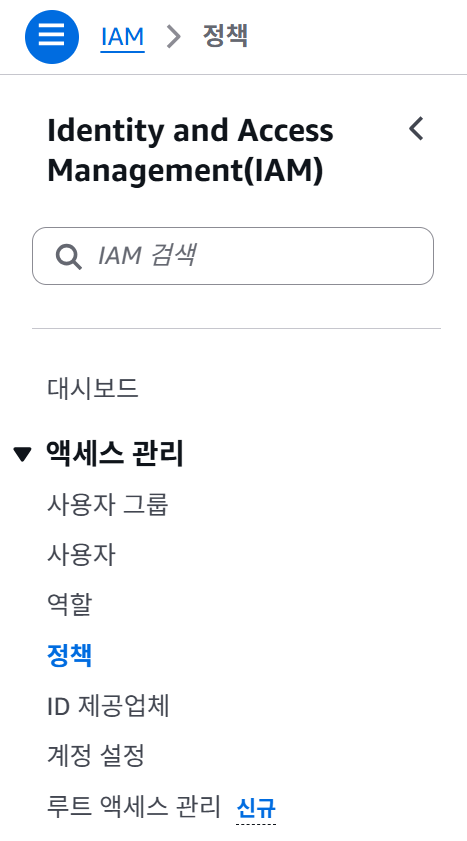 IAM > 정책
Identity and Access
Management(IAM)
IAM 검색
대시보드
액세스 관리
사용자 그룹
사용자
역할
정책
ID 제공업체
계정 설정
루트 액세스 관리 신규